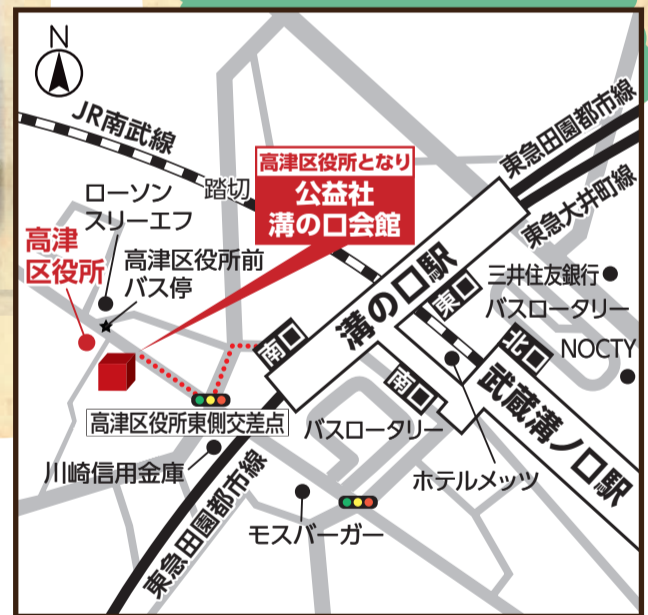 N
JR南武線
東急田園都市線
高津区役所となり
公益社
溝の口会館
踏切
ローソン
スリーエフ
東急大井町線
高津
区役所
高津区役所前
バス停
溝の口駅
東口
三井住友銀行
バスロータリー
南口
北口
NOCTY
南口
武蔵溝ノ口駅
高津区役所東側交差点
バスロータリー
川崎信用金庫
ホテルメッツ
モスバーガー
東急田園都市線